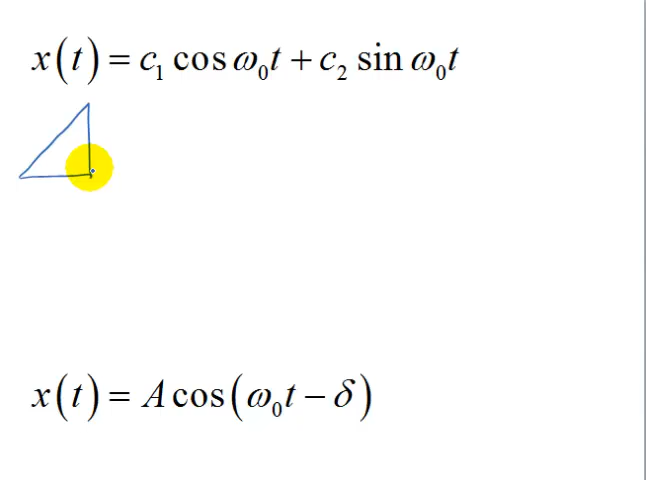 x(t) = c₁ cos ω₀t + c₂ sin ω₀t
x(t) = A cos(ω₀t − δ)